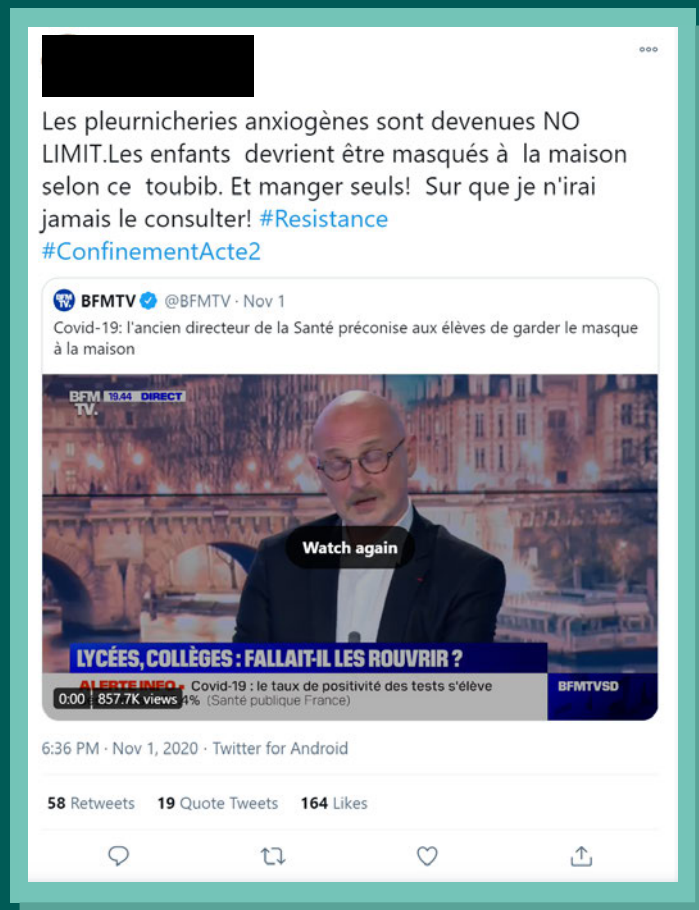 Les pleurnicheries anxiogènes sont devenues NO
LIMIT.Les enfants devrient être masqués à la maison
selon ce toubib. Et manger seuls! Sur que je n'irai
jamais le consulter! #Resistance
#ConfinementActe2
BFM TV. BFMTV @BFMTV · Nov 1
Covid-19: l'ancien directeur de la Santé préconise aux élèves de garder le masque
à la maison
BFM 19.44 DIRECT
TV.
Watch again
LYCÉES, COLLÈGES : FALLAIT-IL LES ROUVRIR ?
ALERTE INFO Covid-19 : le taux de positivité des tests s'élève
BFMTVSD
0:00 857.7K views 4% (Santé publique France)
6:36 PM · Nov 1, 2020 · Twitter for Android
58 Retweets 19 Quote Tweets 164 Likes